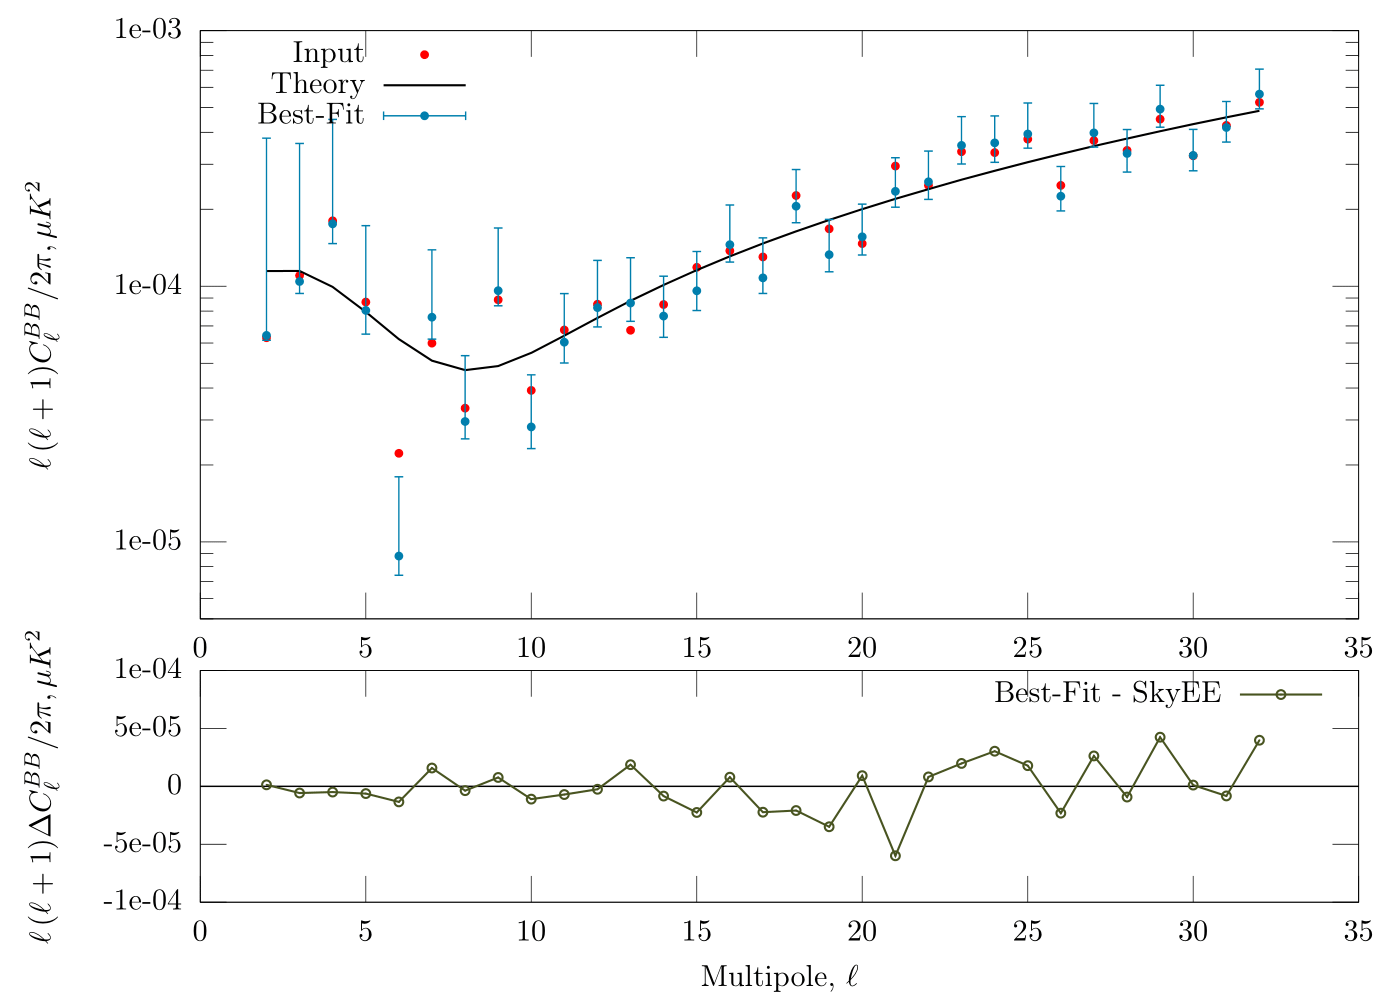 1e-03
Input
Theory
Best-Fit
1e-04
1e-05
ℓ(ℓ + 1)C_ℓ^{BB}/2π, μK²
0 5 10 15 20 25 30 35
1e-04
Best-Fit - SkyEE
5e-05
0
-5e-05
-1e-04
ℓ(ℓ + 1)ΔC_ℓ^{BB}/2π, μK²
0 5 10 15 20 25 30 35
Multipole, ℓ